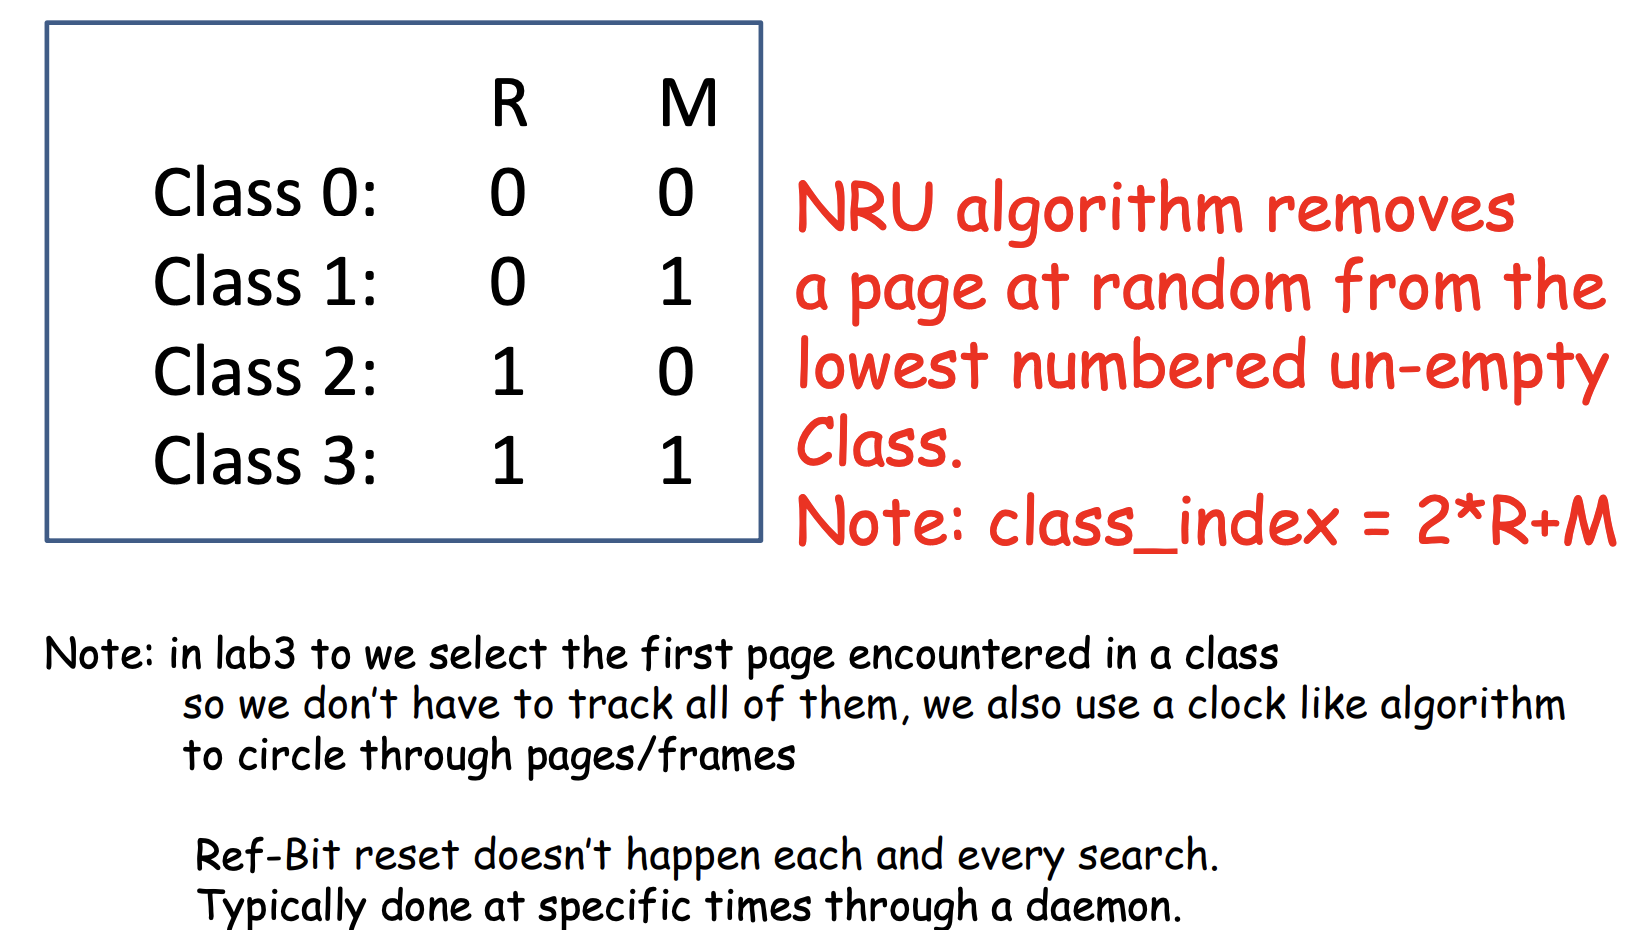 R M
Class 0: 0 0
Class 1: 0 1
Class 2: 1 0
Class 3: 1 1
NRU algorithm removes
a page at random from the
lowest numbered un-empty
Class.
Note: class_index = 2*R+M
Note: in lab3 to we select the first page encountered in a class
so we don't have to track all of them, we also use a clock like algorithm
to circle through pages/frames
Ref-Bit reset doesn't happen each and every search.
Typically done at specific times through a daemon.